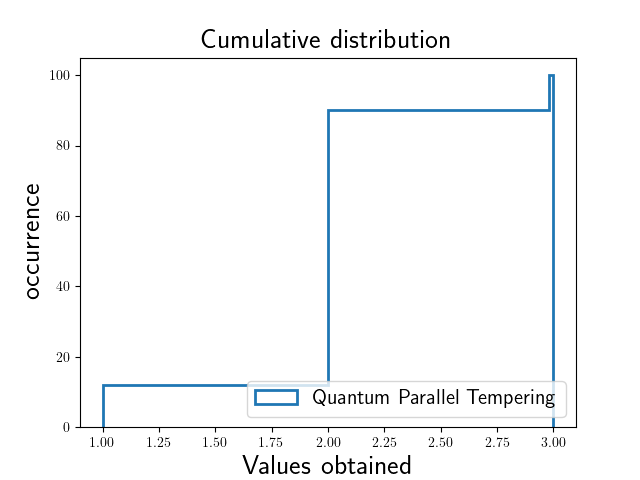 Cumulative distribution
occurrence
100
80
60
40
20
0
Quantum Parallel Tempering
1.00 1.25 1.50 1.75 2.00 2.25 2.50 2.75 3.00
Values obtained